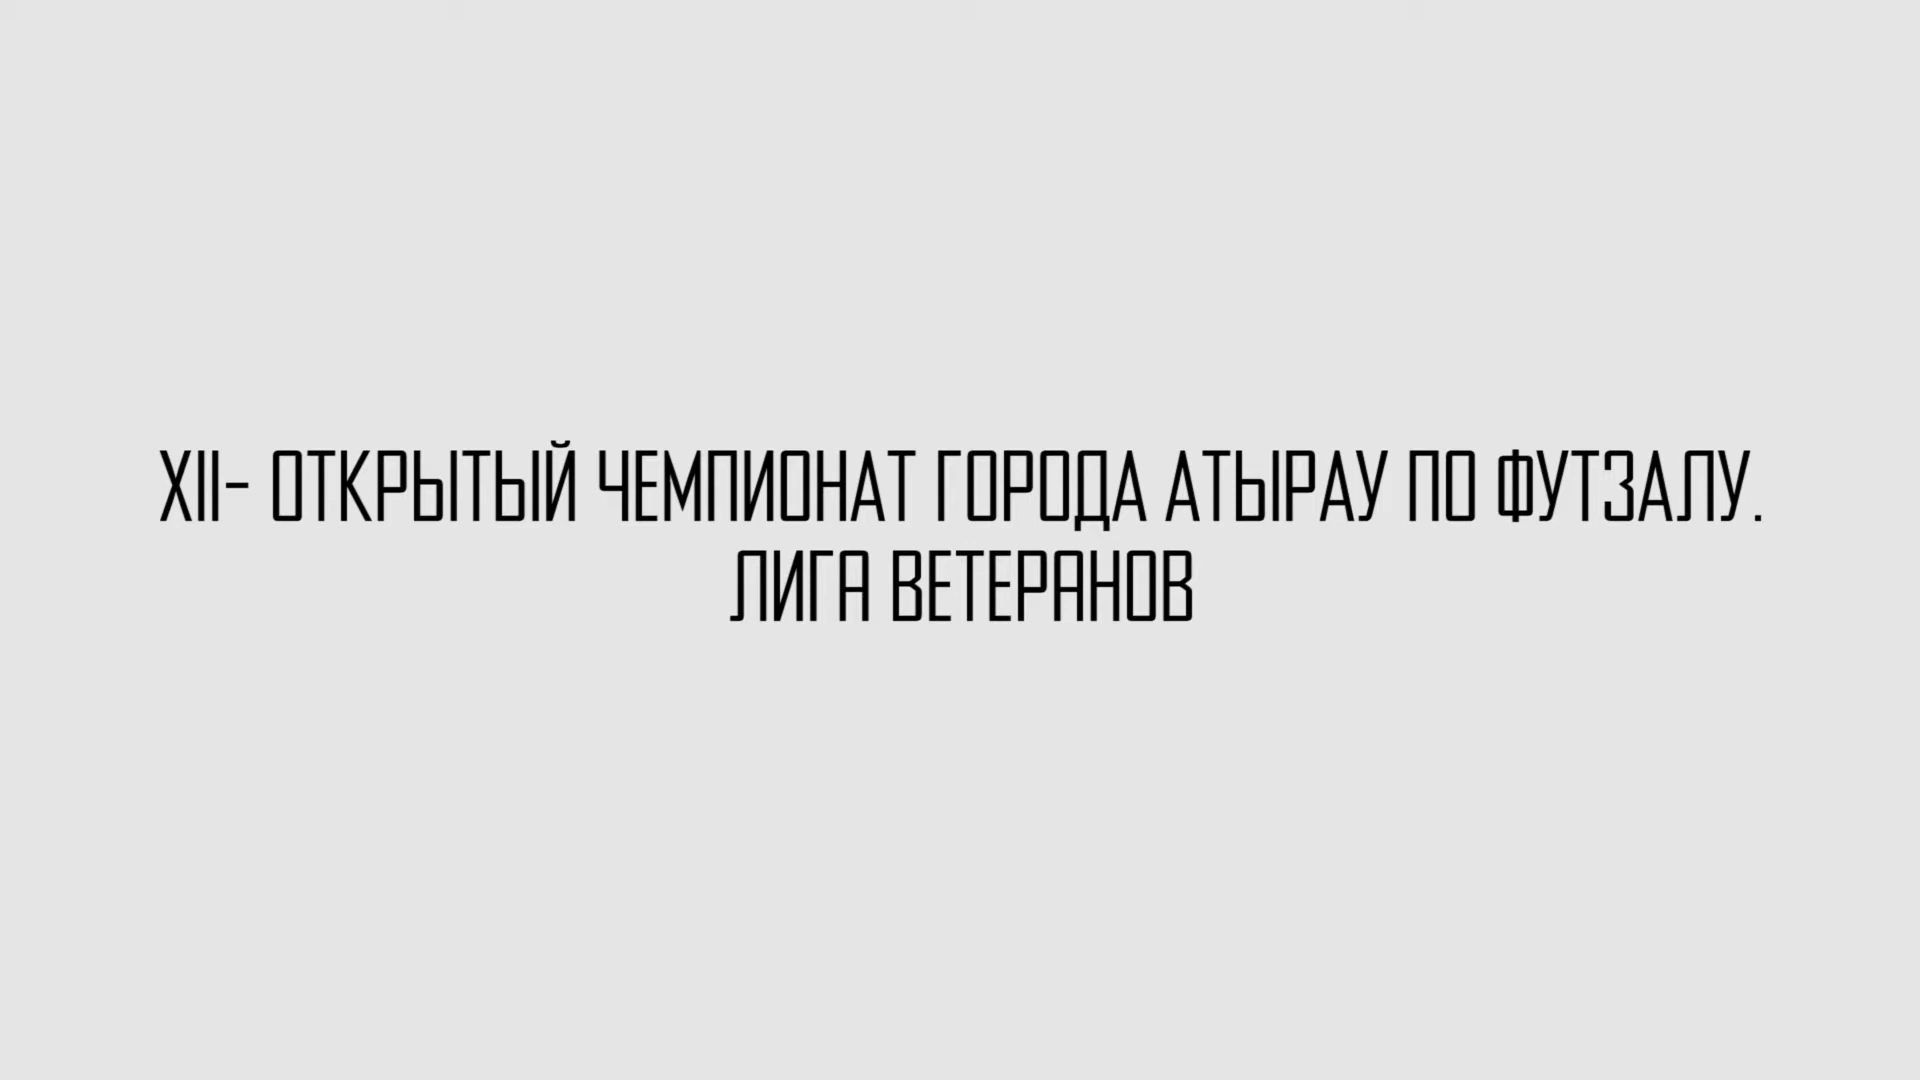 XII- ОТКРЫТЫЙ ЧЕМПИОНАТ ГОРОДА АТЫРАУ ПО ФУТЗАЛУ.
ЛИГА ВЕТЕРАНОВ